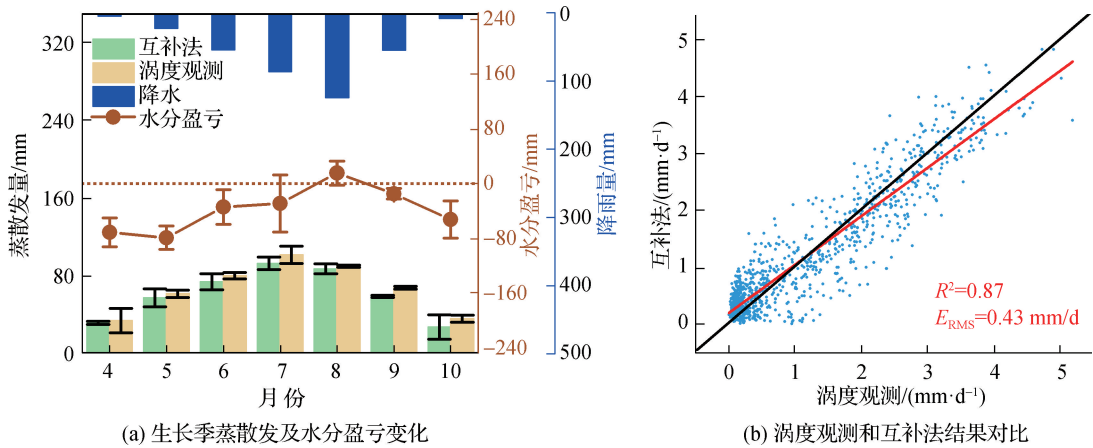 320
240
160
80
0
蒸散发量/mm
互补法
涡度观测
降水
水分盈亏
240
160
80
0
−80
−160
−240
水分盈亏/mm
0
100
200
300
400
500
降雨量/mm
4 5 6 7 8 9 10
月份
(a) 生长季蒸散发及水分盈亏变化
5
4
3
2
1
0
互补法/(mm·d⁻¹)
R²=0.87
E_RMS=0.43 mm/d
0 1 2 3 4 5
涡度观测/(mm·d⁻¹)
(b) 涡度观测和互补法结果对比